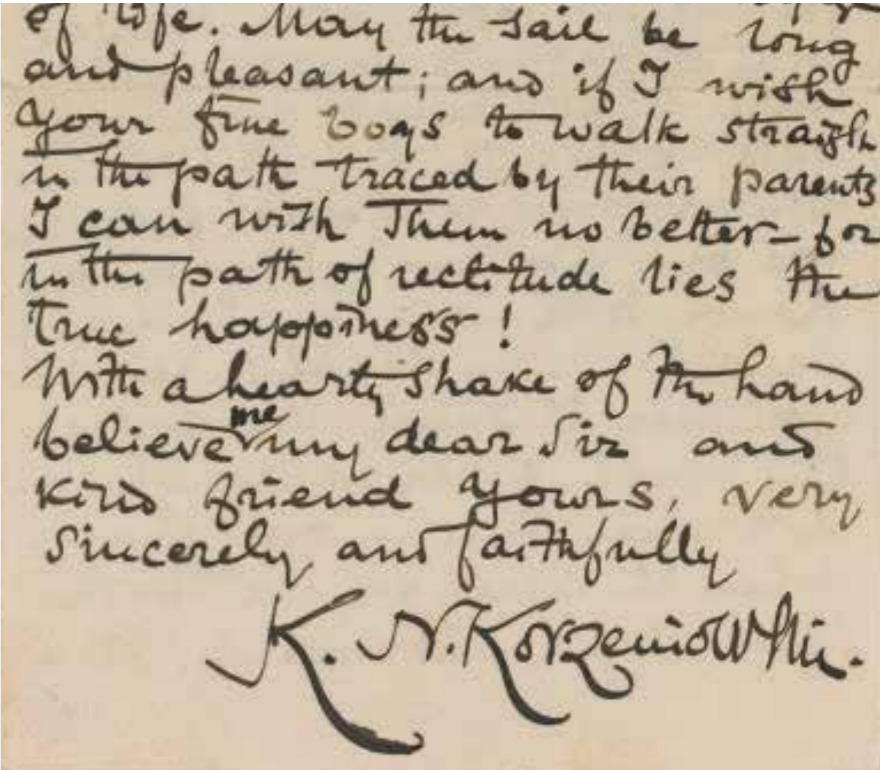 of life. May the sail be long
and pleasant; and if I wish
your fine boys to walk straight
in the path traced by their parents
I can wish them no better – for
in the path of rectitude lies the
true happiness!
With a hearty shake of the hand
believe me my dear Sir and
kind friend yours, very
sincerely and faithfully
K. N. Korzeniowski.